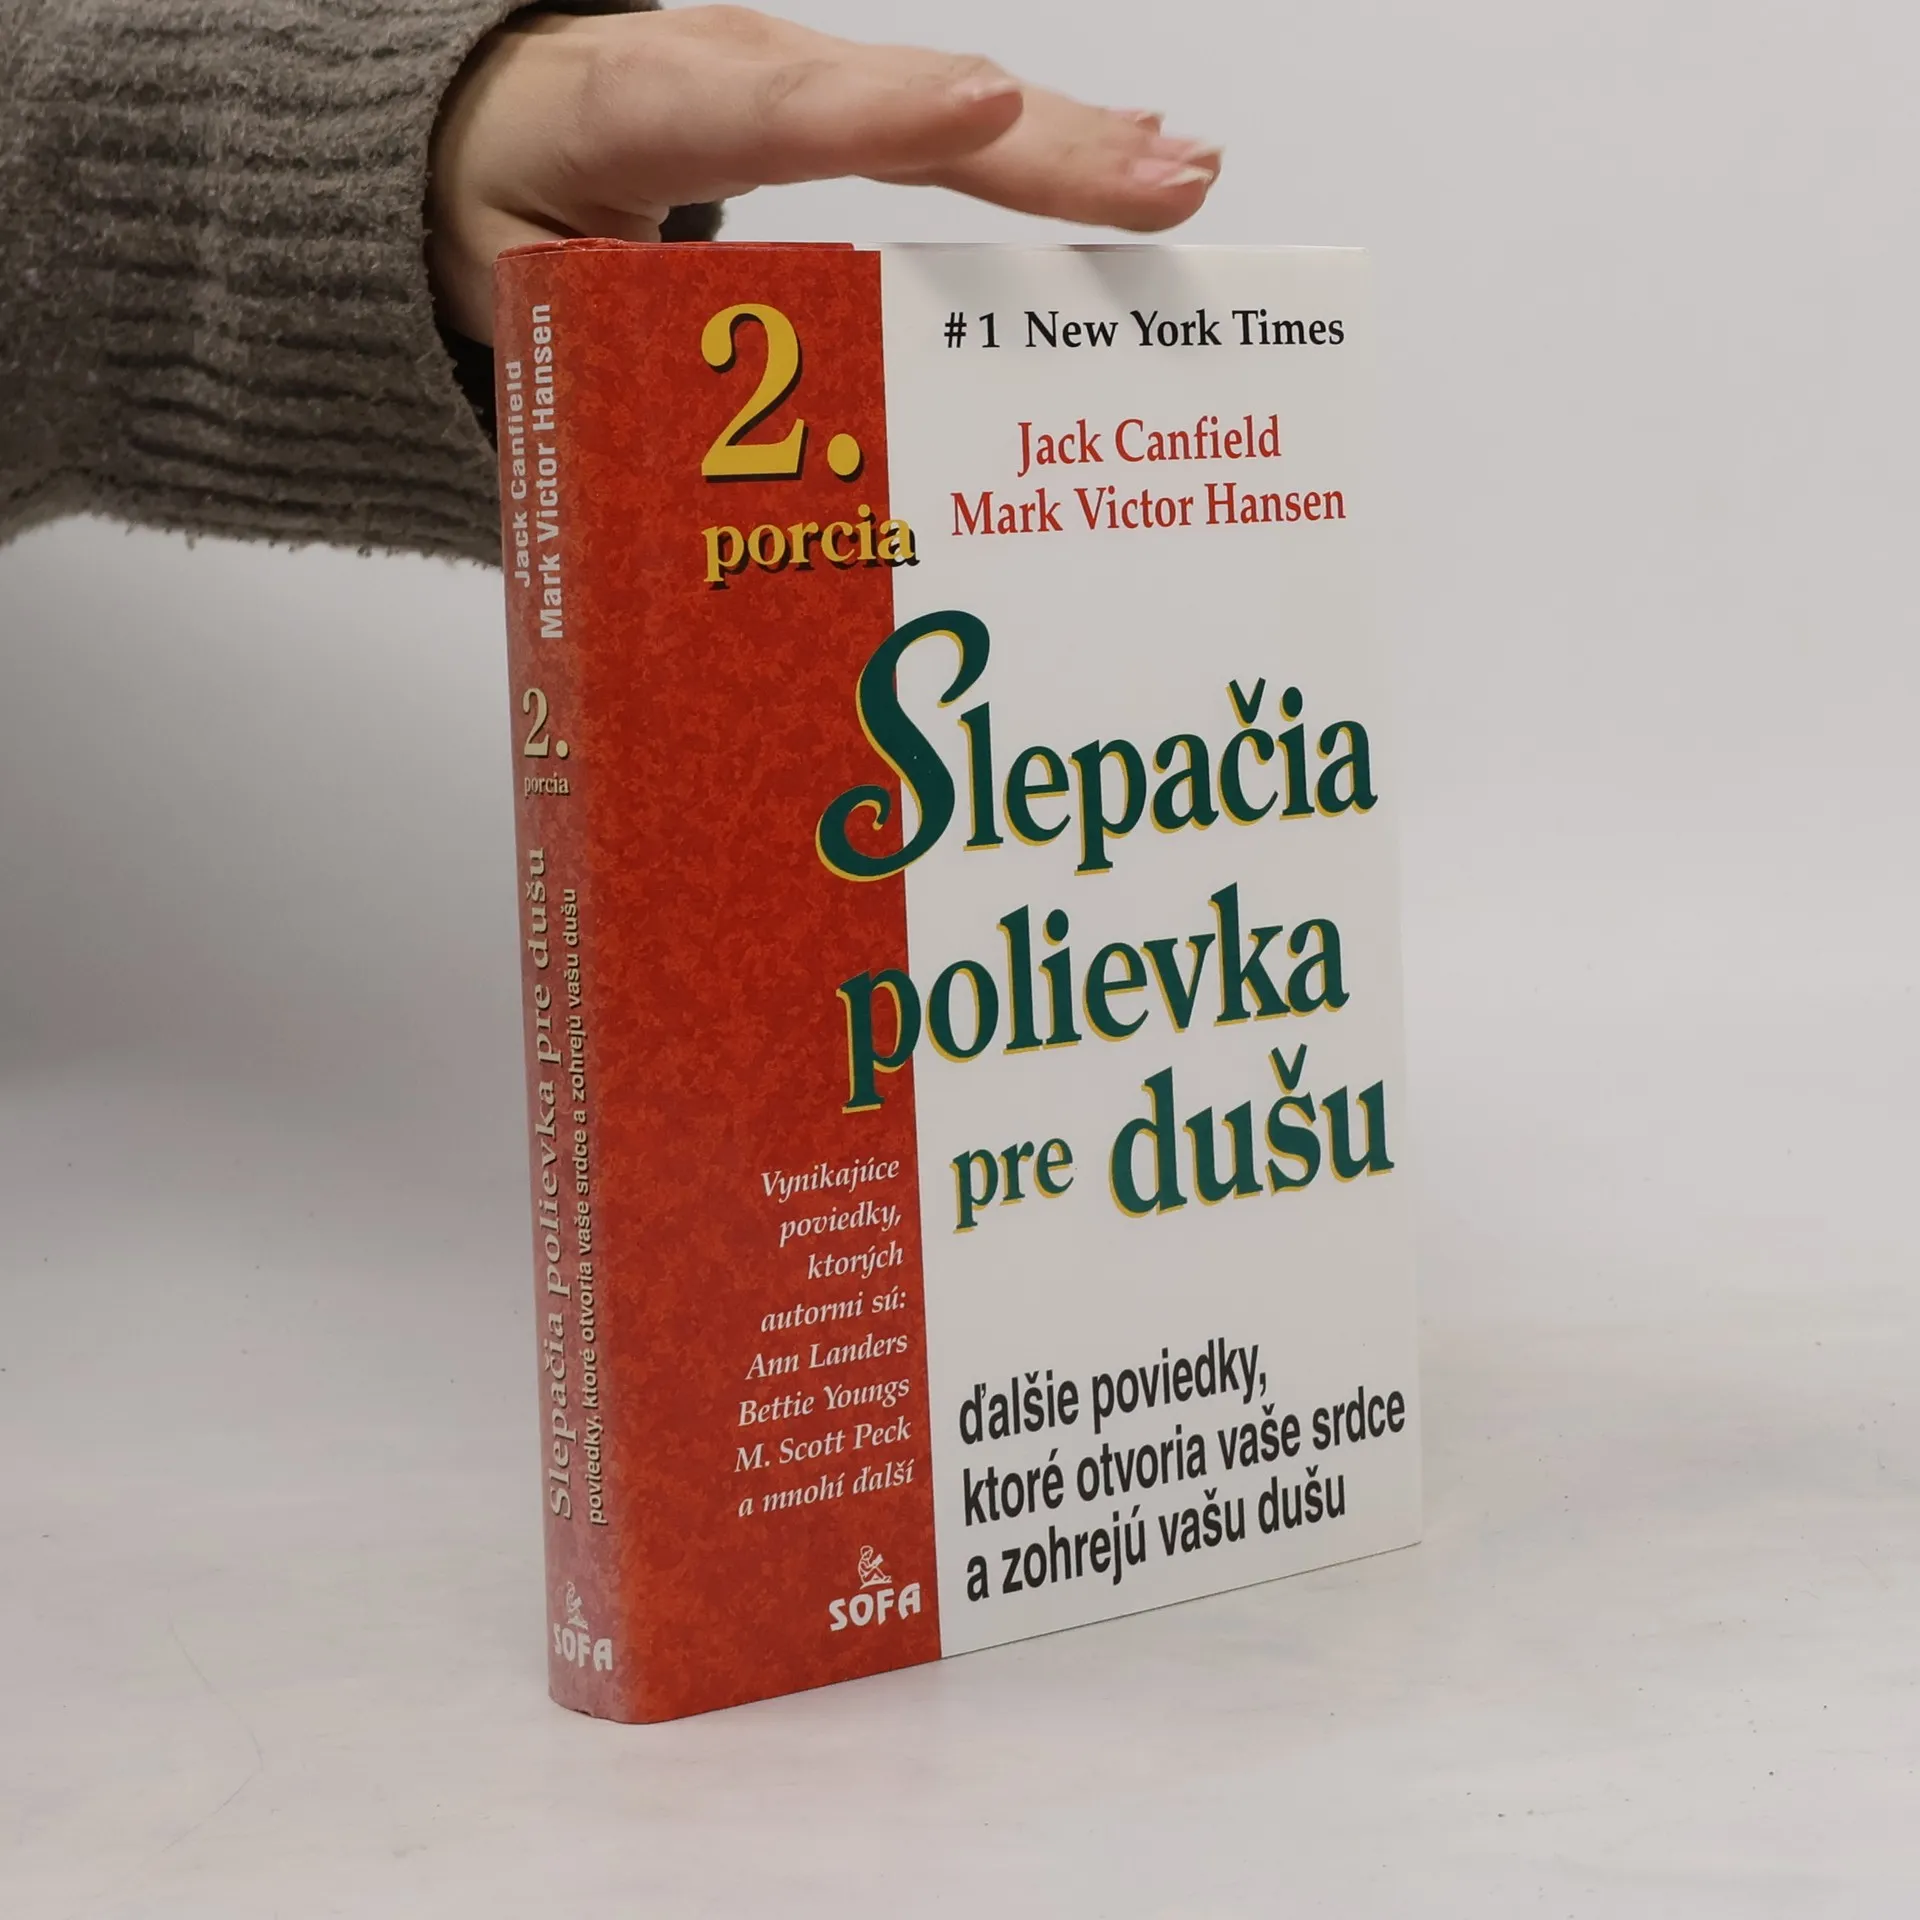 Jack Canfield
Mark Victor Hansen
2.
porcia
Slepačia polievka pre dušu
poviedky, ktoré otvoria vaše srdce a zohrejú vašu dušu
SOFA
2.
porcia
# 1 New York Times
Jack Canfield
Mark Victor Hansen
Slepačia
polievka
pre dušu
Vynikajúce
poviedky,
ktorých
autormi sú:
Ann Landers
Bettie Youngs
M. Scott Peck
a mnohí ďalší
SOFA
ďalšie poviedky,
ktoré otvoria vaše srdce
a zohrejú vašu dušu